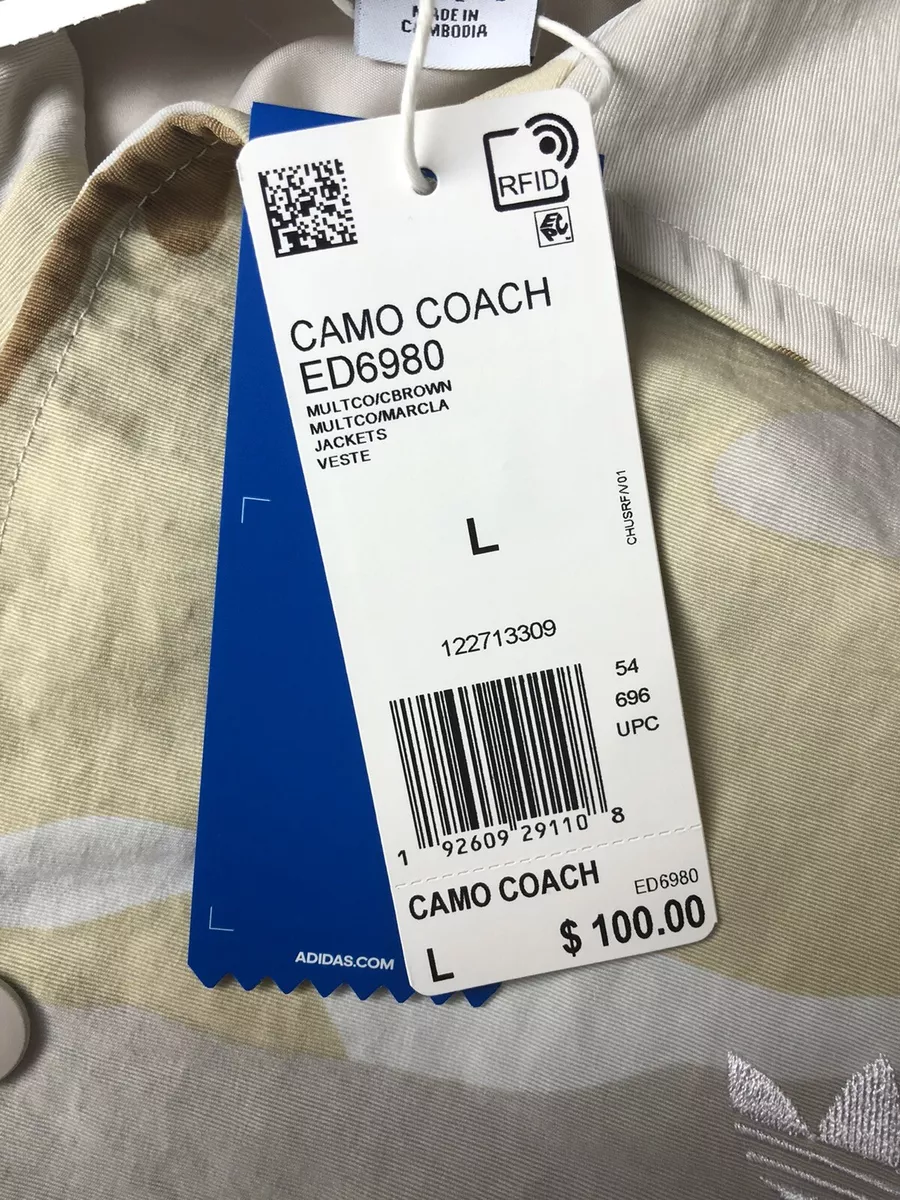 MADE IN
CAMBODIA
RFID
EPC
CAMO COACH
ED6980
MULTCO/CBROWN
MULTCO/MARCLA
JACKETS
VESTE
CHUSRFA/01
L
122713309
54
696
UPC
1 92609 29110 8
CAMO COACH ED6980
L $ 100.00
ADIDAS.COM